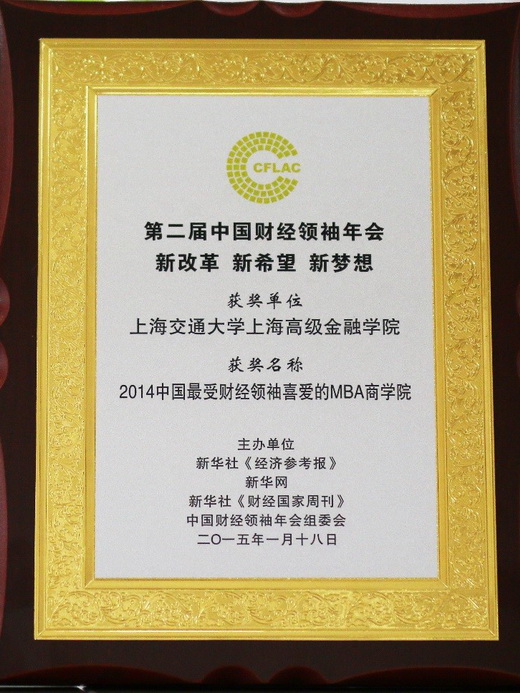 CFLAC
第二届中国财经领袖年会
新改革 新希望 新梦想
获奖单位
上海交通大学上海高级金融学院
获奖名称
2014中国最受财经领袖喜爱的MBA商学院
主办单位
新华社《经济参考报》
新华网
新华社《财经国家周刊》
中国财经领袖年会组委会
二〇一五年一月十八日